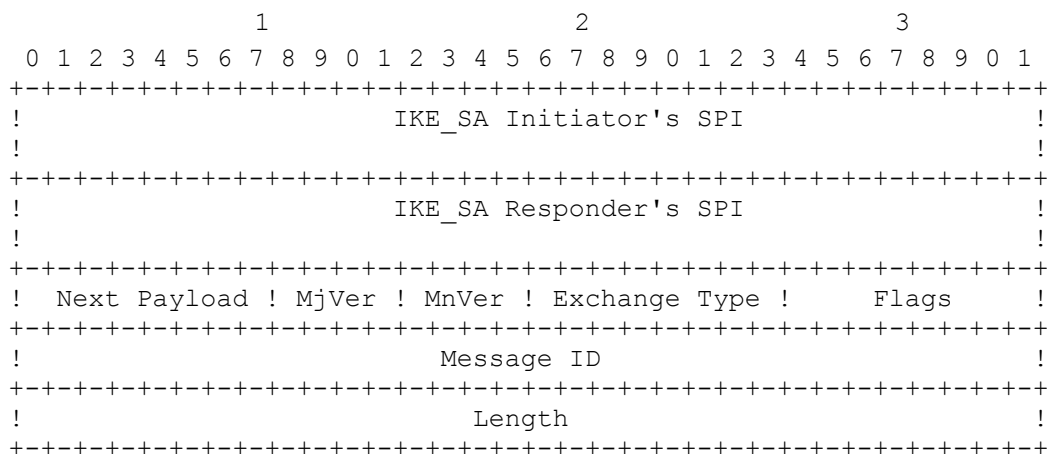 1                   2                   3
 0 1 2 3 4 5 6 7 8 9 0 1 2 3 4 5 6 7 8 9 0 1 2 3 4 5 6 7 8 9 0 1
+-+-+-+-+-+-+-+-+-+-+-+-+-+-+-+-+-+-+-+-+-+-+-+-+-+-+-+-+-+-+-+-+
!                       IKE_SA Initiator's SPI                  !
!                                                               !
+-+-+-+-+-+-+-+-+-+-+-+-+-+-+-+-+-+-+-+-+-+-+-+-+-+-+-+-+-+-+-+-+
!                       IKE_SA Responder's SPI                  !
!                                                               !
+-+-+-+-+-+-+-+-+-+-+-+-+-+-+-+-+-+-+-+-+-+-+-+-+-+-+-+-+-+-+-+-+
!  Next Payload ! MjVer ! MnVer ! Exchange Type !     Flags     !
+-+-+-+-+-+-+-+-+-+-+-+-+-+-+-+-+-+-+-+-+-+-+-+-+-+-+-+-+-+-+-+-+
!                          Message ID                           !
+-+-+-+-+-+-+-+-+-+-+-+-+-+-+-+-+-+-+-+-+-+-+-+-+-+-+-+-+-+-+-+-+
!                            Length                             !
+-+-+-+-+-+-+-+-+-+-+-+-+-+-+-+-+-+-+-+-+-+-+-+-+-+-+-+-+-+-+-+-+